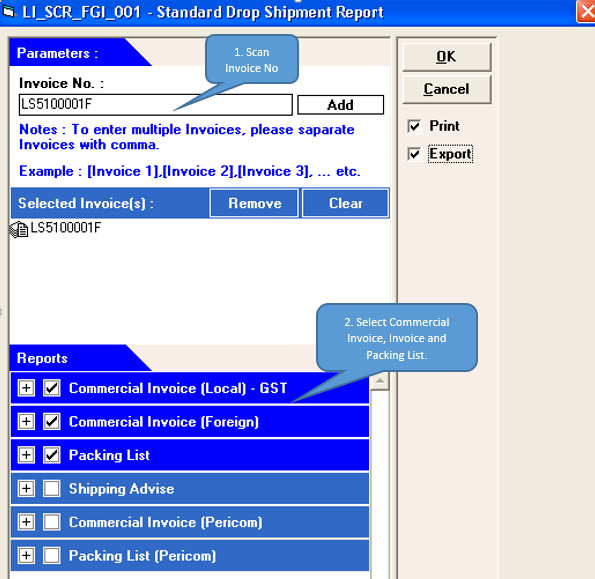 LI_SCR_FGI_001 - Standard Drop Shipment Report
Parameters :
1. Scan
Invoice No
OK
Cancel
Invoice No. :
LS5100001F
Add
Print
Export
Notes : To enter multiple Invoices, please saparate
Invoices with comma.
Example : [Invoice 1],[Invoice 2],[Invoice 3], ... etc.
Selected Invoice(s) :
Remove
Clear
LS5100001F
2. Select Commercial
Invoice, Invoice and
Packing List.
Reports
Commercial Invoice (Local) - GST
Commercial Invoice (Foreign)
Packing List
Shipping Advise
Commercial Invoice (Pericom)
Packing List (Pericom)